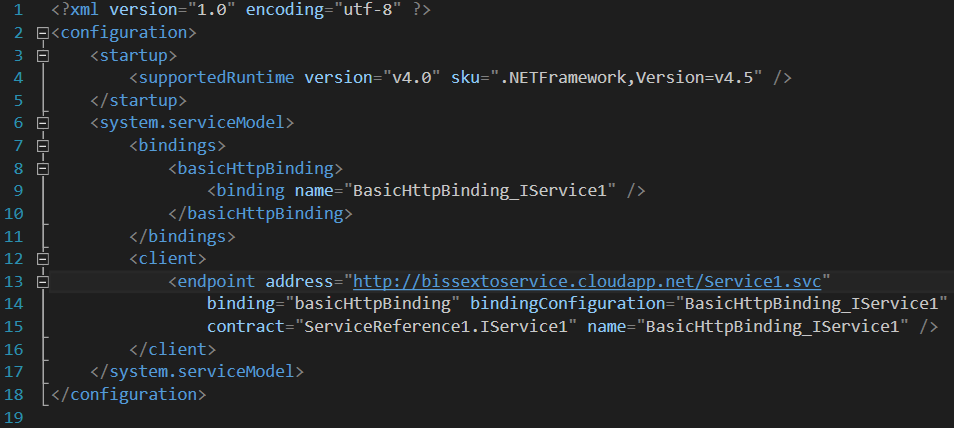 1 <?xml version="1.0" encoding="utf-8" ?>
2 <configuration>
3 <startup>
4 <supportedRuntime version="v4.0" sku=".NETFramework,Version=v4.5" />
5 </startup>
6 <system.serviceModel>
7 <bindings>
8 <basicHttpBinding>
9 <binding name="BasicHttpBinding_IService1" />
10 </basicHttpBinding>
11 </bindings>
12 <client>
13 <endpoint address="http://bissextoservice.cloudapp.net/Service1.svc"
14 binding="basicHttpBinding" bindingConfiguration="BasicHttpBinding_IService1"
15 contract="ServiceReference1.IService1" name="BasicHttpBinding_IService1" />
16 </client>
17 </system.serviceModel>
18 </configuration>
19